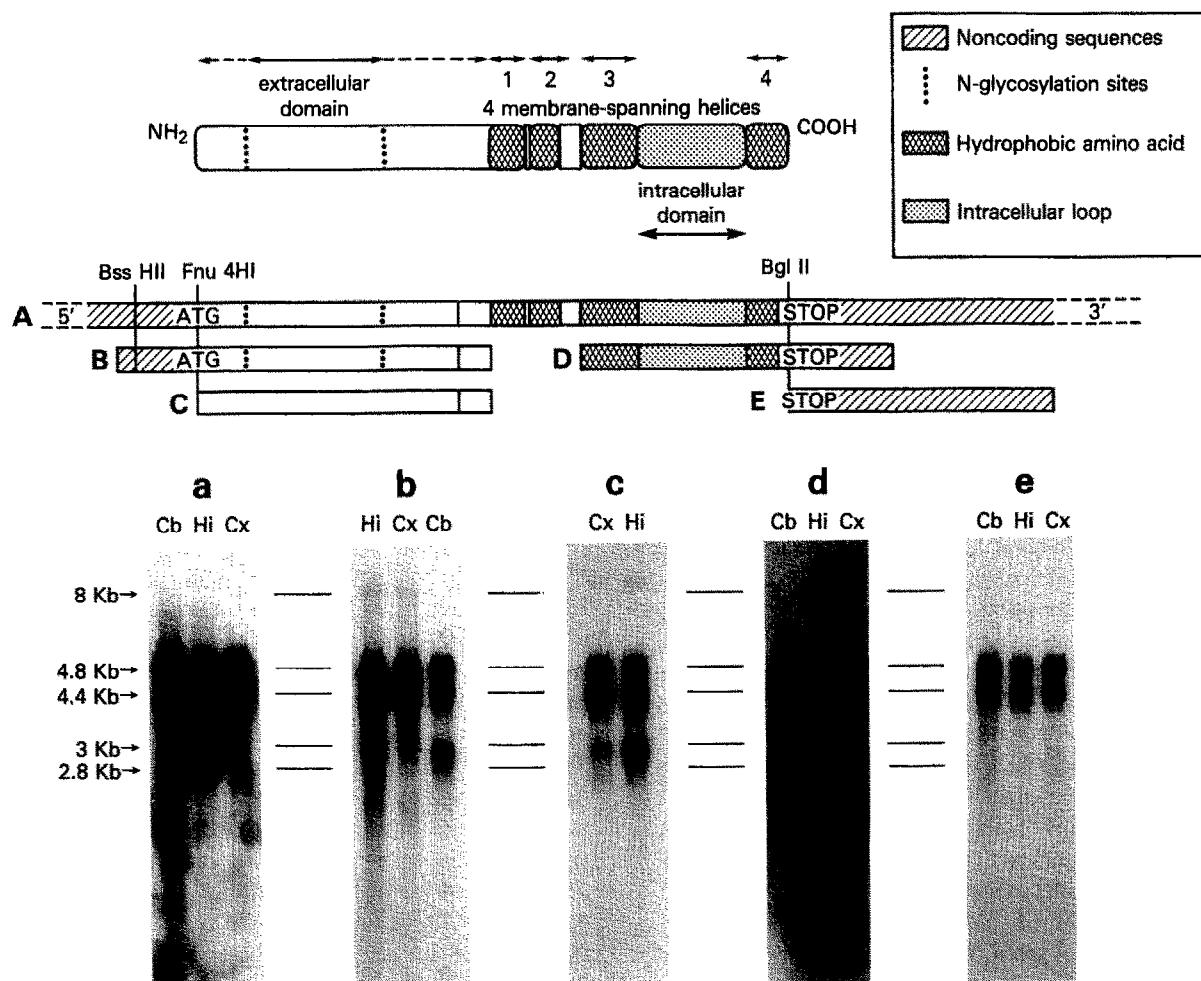 Noncoding sequences
N-glycosylation sites
Hydrophobic amino acid
Intracellular loop
extracellular
domain
1 2 3 4
4 membrane-spanning helices
NH2
COOH
intracellular
domain
Bss HII Fnu 4HI Bgl II
A 5' ATG STOP 3'
B ATG D STOP
C E STOP
a b c d e
Cb Hi Cx Hi Cx Cb Cx Hi Cb Hi Cx Cb Hi Cx
8 Kb→
4.8 Kb→
4.4 Kb→
3 Kb→
2.8 Kb→